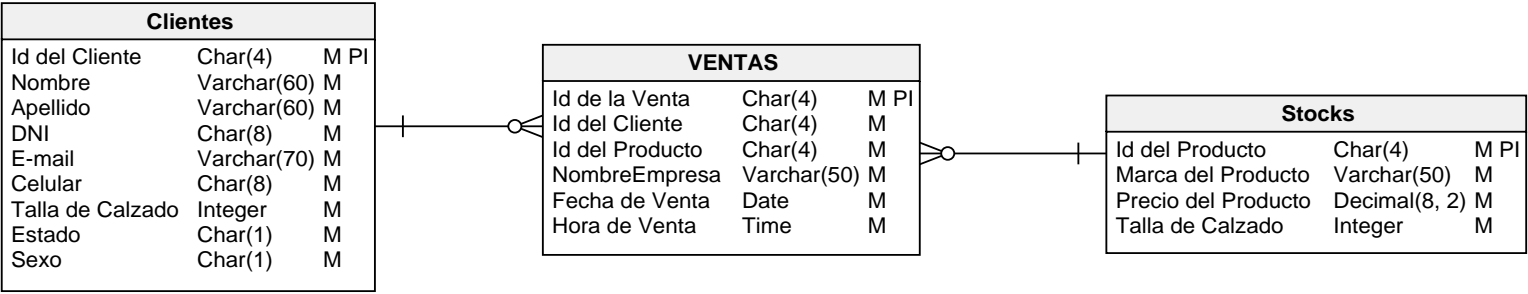 Clientes
Id del Cliente Char(4) M PI
Nombre Varchar(60) M
Apellido Varchar(60) M
DNI Char(8) M
E-mail Varchar(70) M
Celular Char(8) M
Talla de Calzado Integer M
Estado Char(1) M
Sexo Char(1) M
VENTAS
Id de la Venta Char(4) M PI
Id del Cliente Char(4) M
Id del Producto Char(4) M
NombreEmpresa Varchar(50) M
Fecha de Venta Date M
Hora de Venta Time M
Stocks
Id del Producto Char(4) M PI
Marca del Producto Varchar(50) M
Precio del Producto Decimal(8, 2) M
Talla de Calzado Integer M